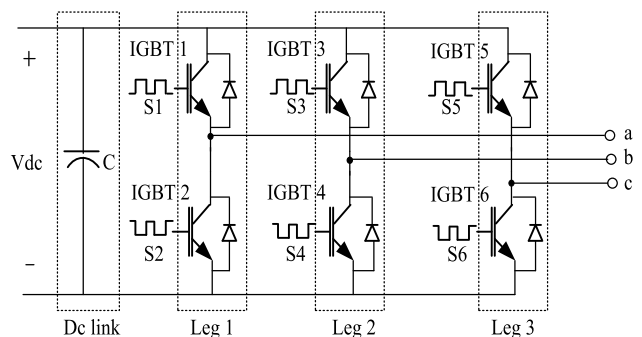 IGBT 1
IGBT 3
IGBT 5
+
S1
S3
S5
a
Vdc
C
b
c
IGBT 2
IGBT 4
IGBT 6
S2
S4
S6
–
Dc link
Leg 1
Leg 2
Leg 3